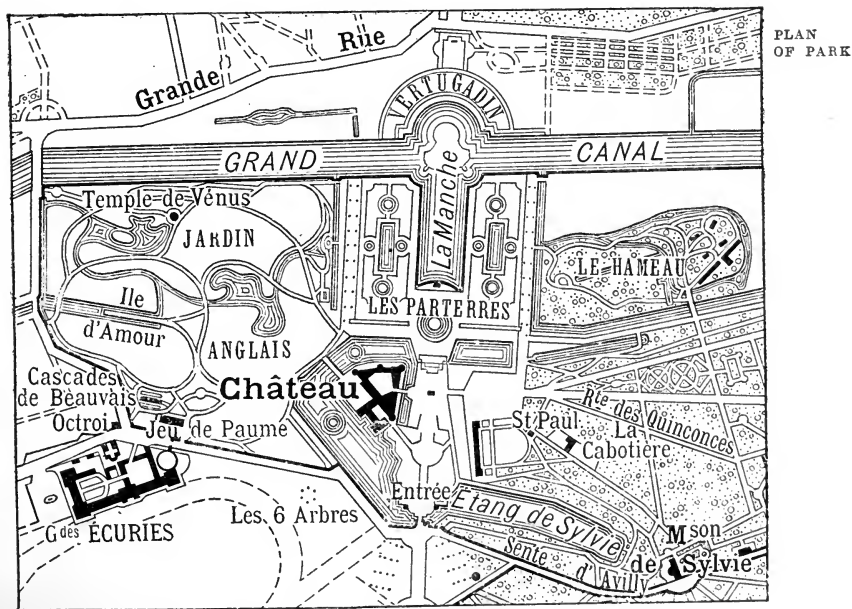 PLAN
OF PARK
Grande Rue
VERTUGADIN
GRAND CANAL
La Manche
Temple de Vénus
JARDIN
LE HAMEAU
Ile
d'Amour
LES PARTERRES
ANGLAIS
Château
Cascades
de Beauvais
Octroi
Jeu de Paume
Rte des Quinconces
St Paul
La
Cabotière
Entrée
Etang de Sylvie
Les 6 Arbres
Gdes ÉCURIES
Sente d'Avilly
Mson
de Sylvie